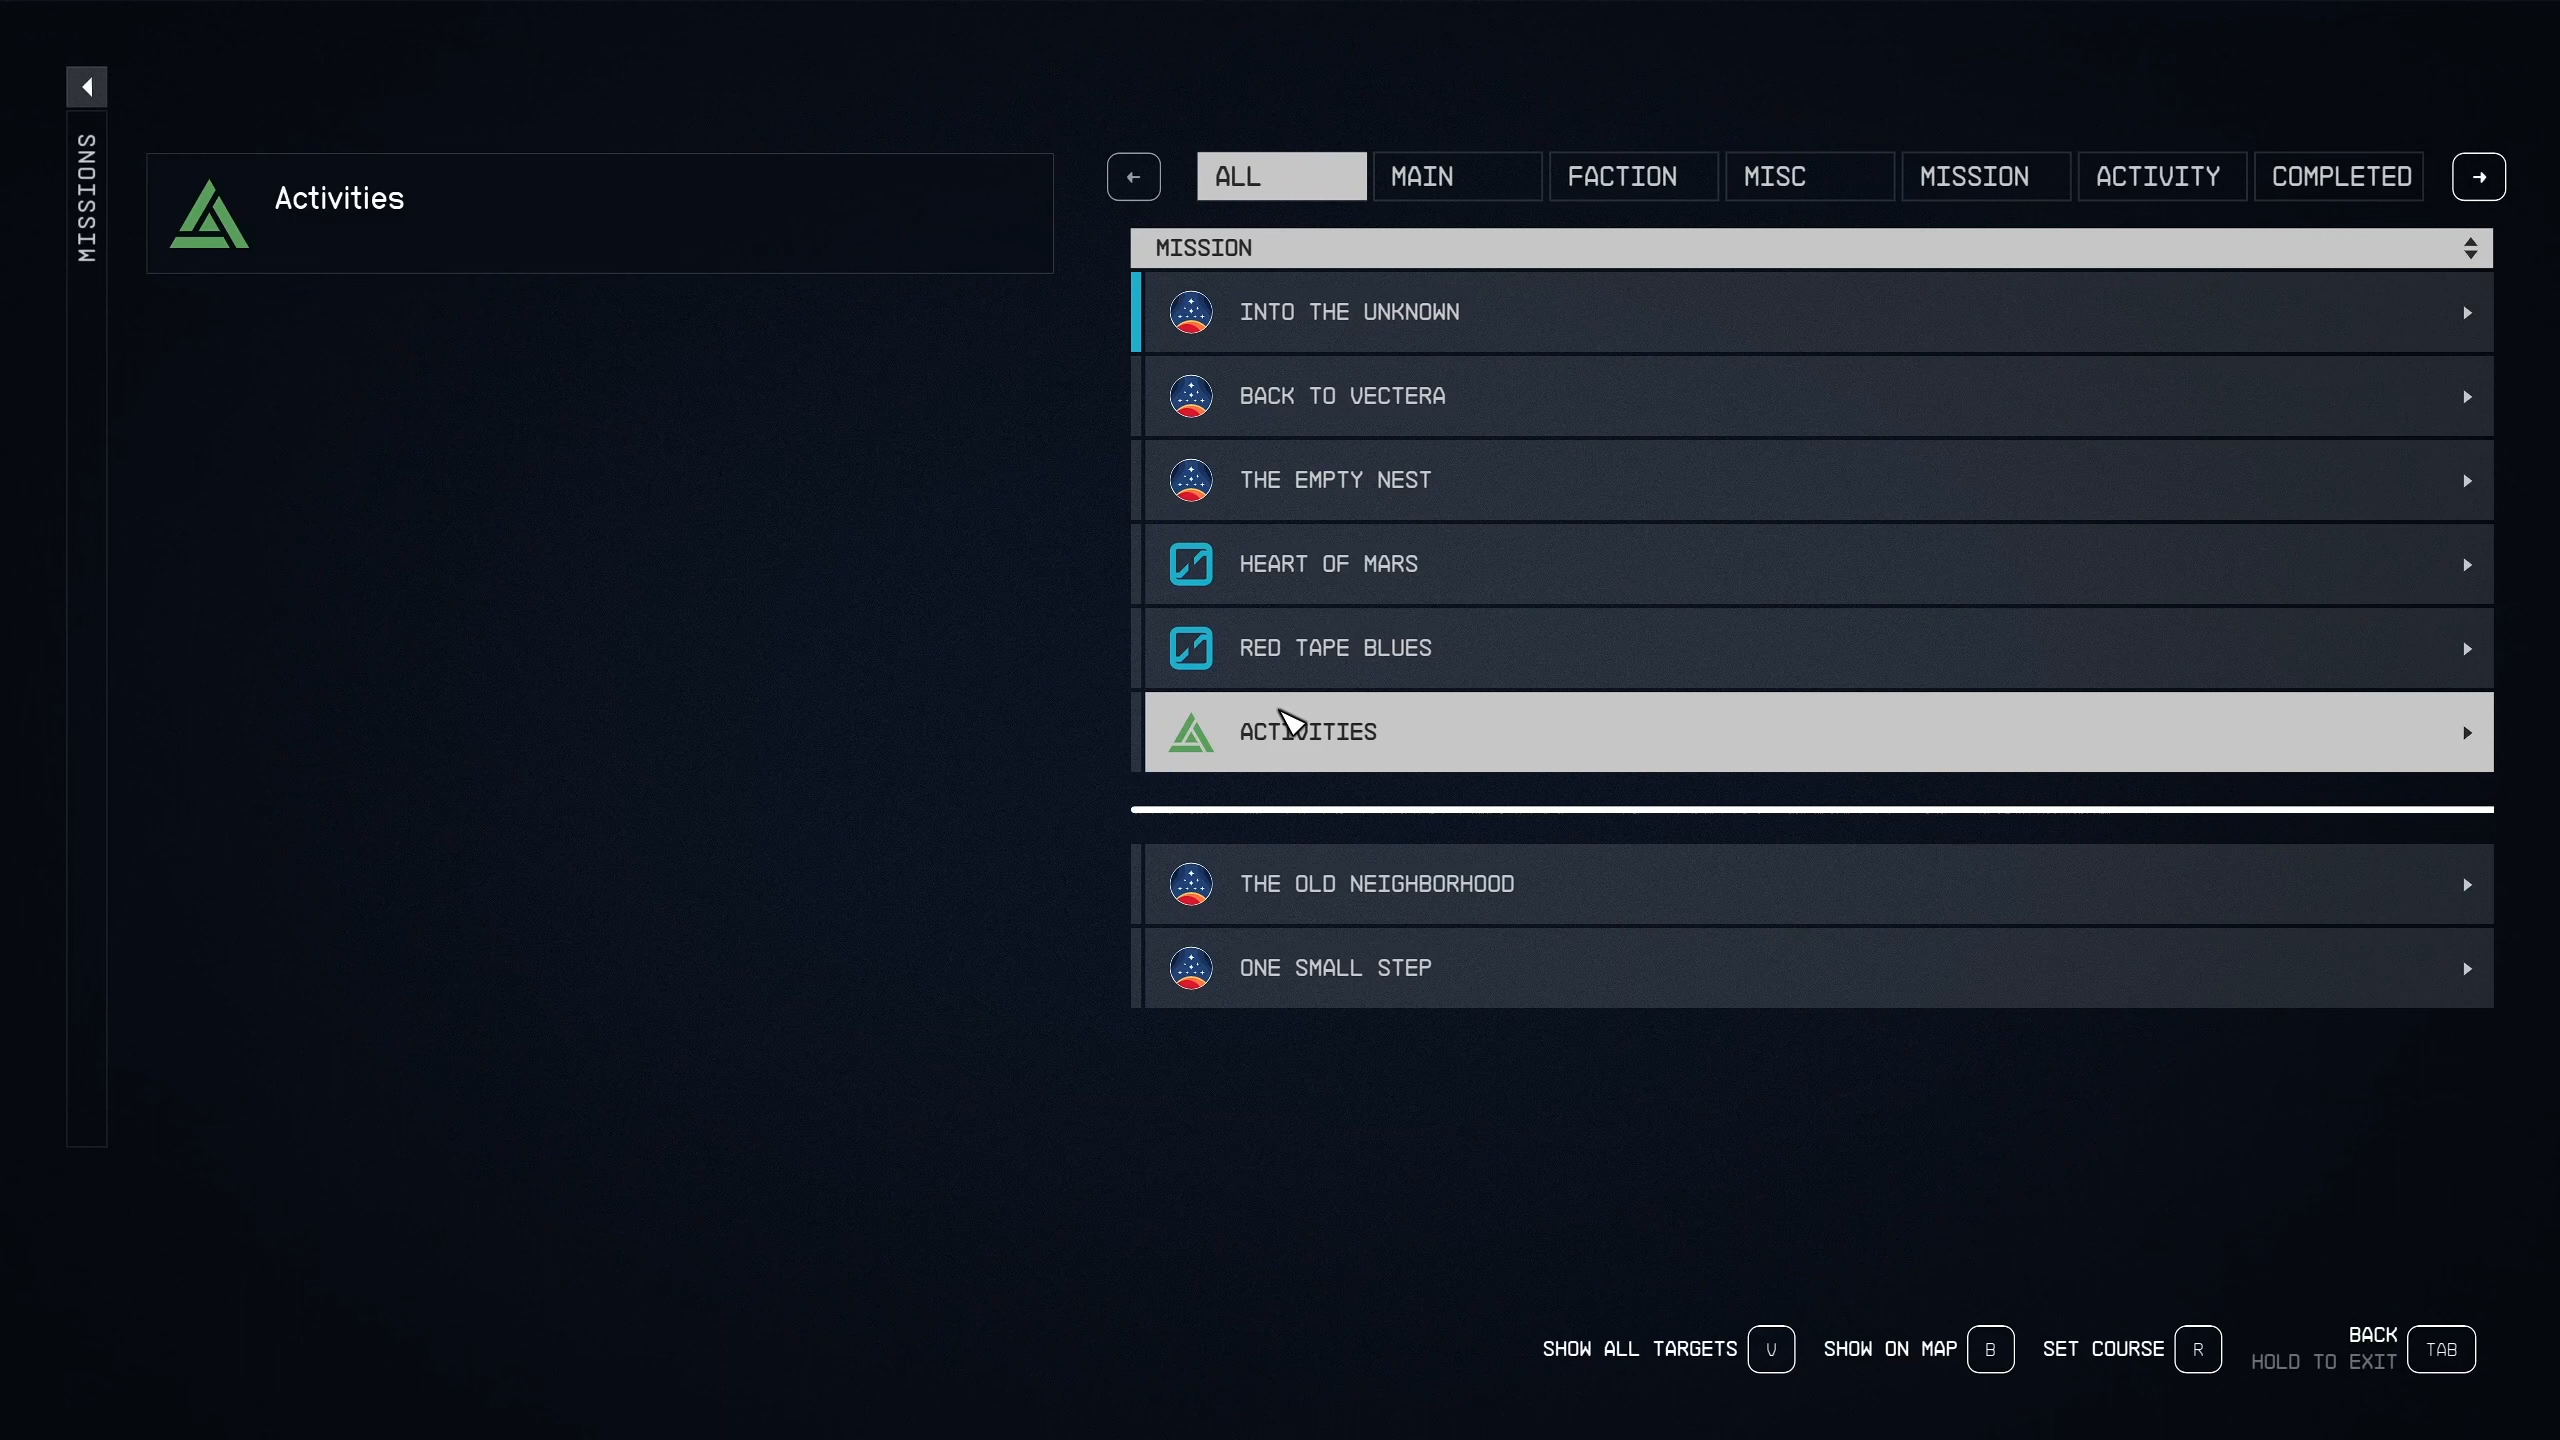 MISSIONS
Activities
ALL MAIN FACTION MISC MISSION ACTIVITY COMPLETED
MISSION
INTO THE UNKNOWN
BACK TO VECTERA
THE EMPTY NEST
HEART OF MARS
RED TAPE BLUES
ACTIVITIES
THE OLD NEIGHBORHOOD
ONE SMALL STEP
SHOW ALL TARGETS V SHOW ON MAP B SET COURSE R BACK TAB
HOLD TO EXIT